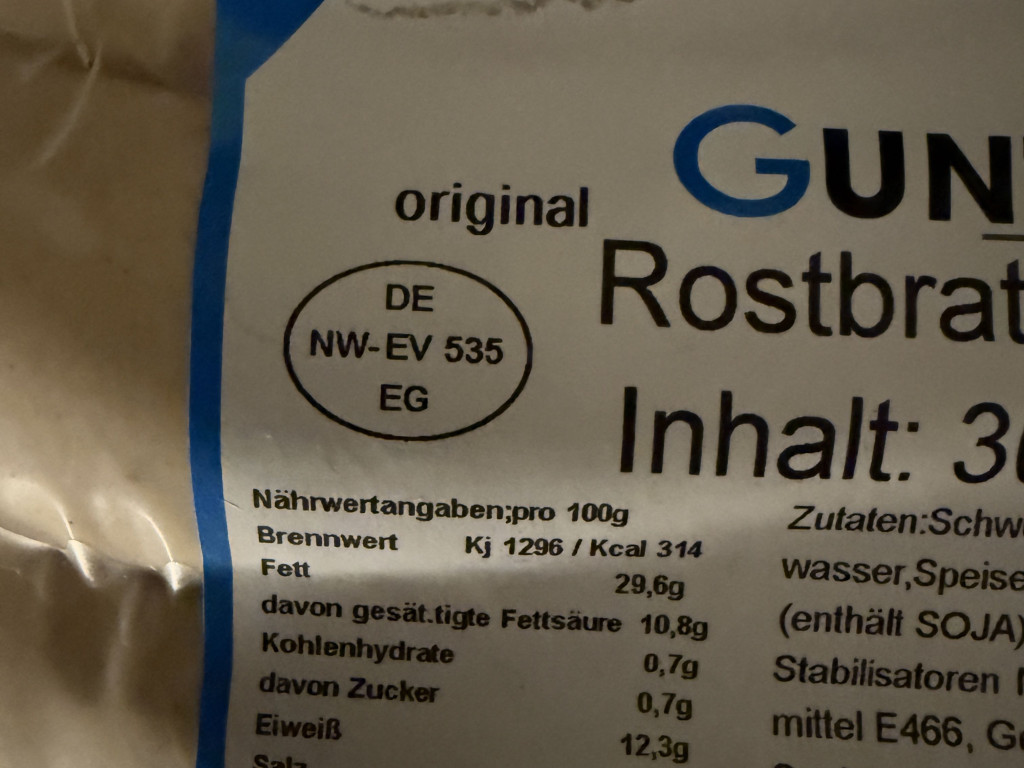 GUN
original
Rostbrat
DE
NW-EV 535
EG
Inhalt: 3
Nährwertangaben;pro 100g
Brennwert Kj 1296 / Kcal 314
Fett 29,6g
davon gesät.tigte Fettsäure 10,8g
Kohlenhydrate 0,7g
davon Zucker 0,7g
Eiweiß 12,3g
Salz
Zutaten:Schw
wasser,Speise
(enthält SOJA)
Stabilisatoren
mittel E466, G